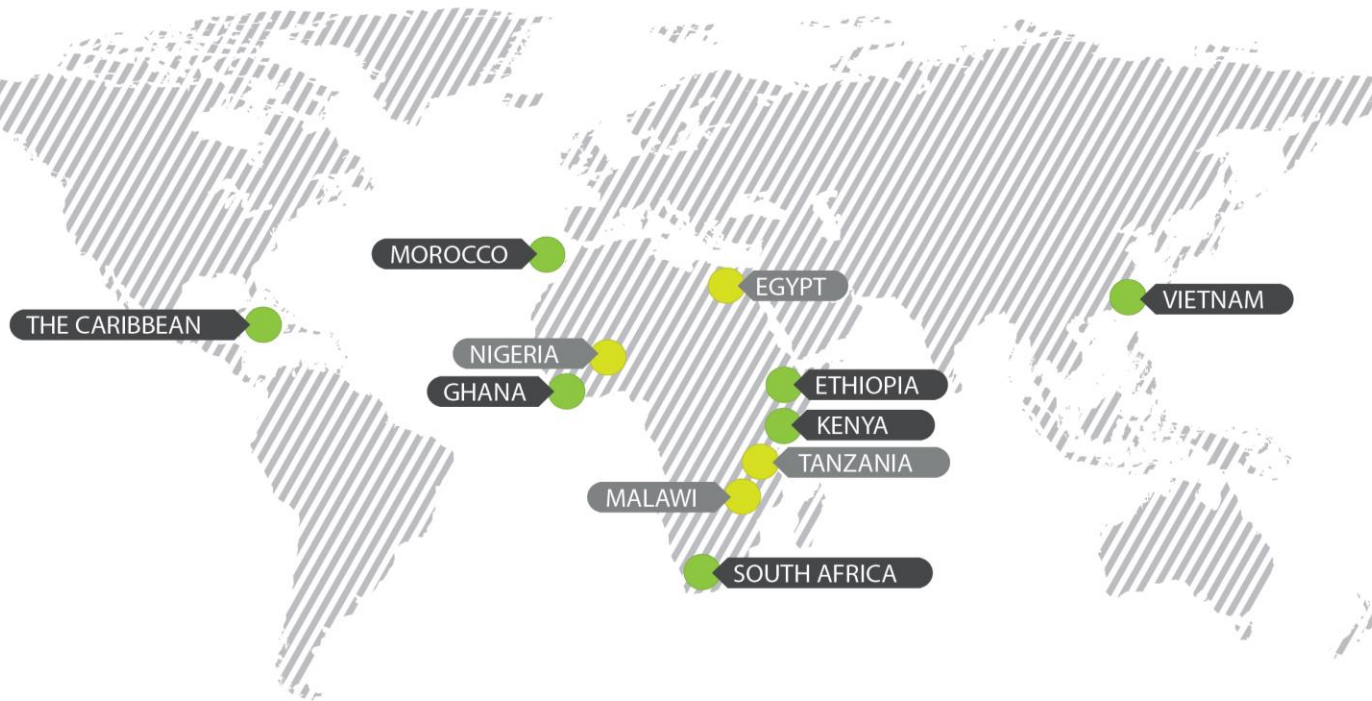 MOROCCO
EGYPT
VIETNAM
THE CARIBBEAN
NIGERIA
GHANA
ETHIOPIA
KENYA
TANZANIA
MALAWI
SOUTH AFRICA